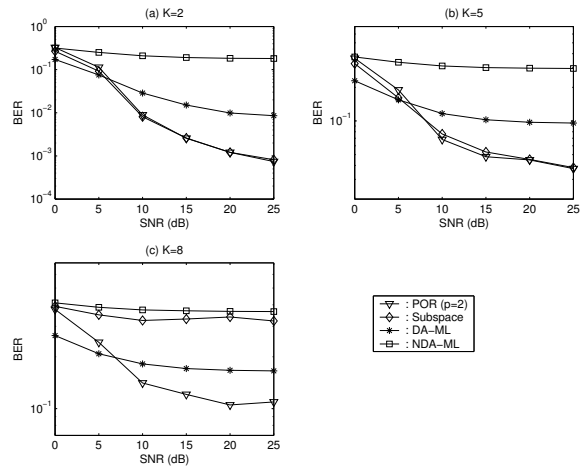 (a) K=2
10^0
10^-1
10^-2
10^-3
10^-4
BER
0 5 10 15 20 25
SNR (dB)
(b) K=5
10^-1
BER
0 5 10 15 20 25
SNR (dB)
(c) K=8
10^-1
BER
0 5 10 15 20 25
SNR (dB)
: POR (p=2)
: Subspace
: DA-ML
: NDA-ML